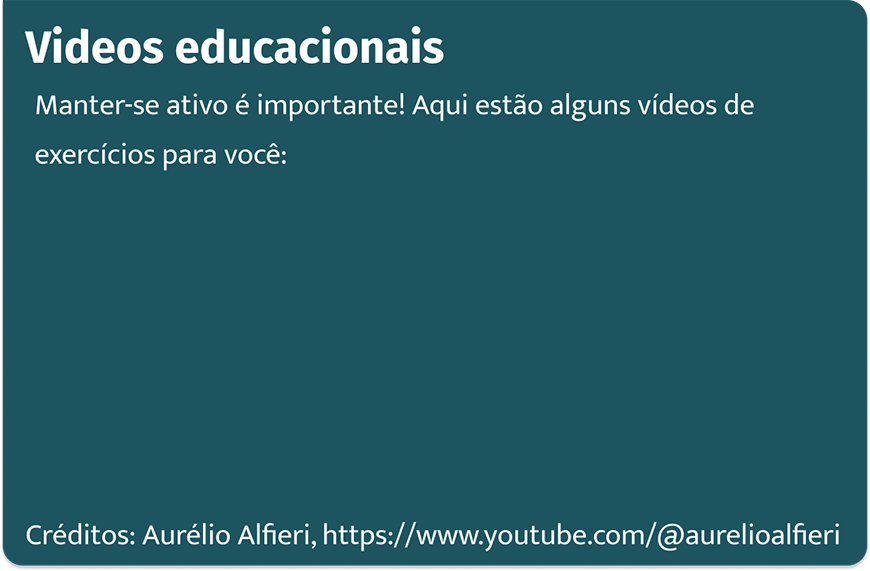 Videos educacionais
Manter-se ativo é importante! Aqui estão alguns vídeos de
exercícios para você:
Créditos: Aurélio Alfieri, https://www.youtube.com/@aurelioalfieri